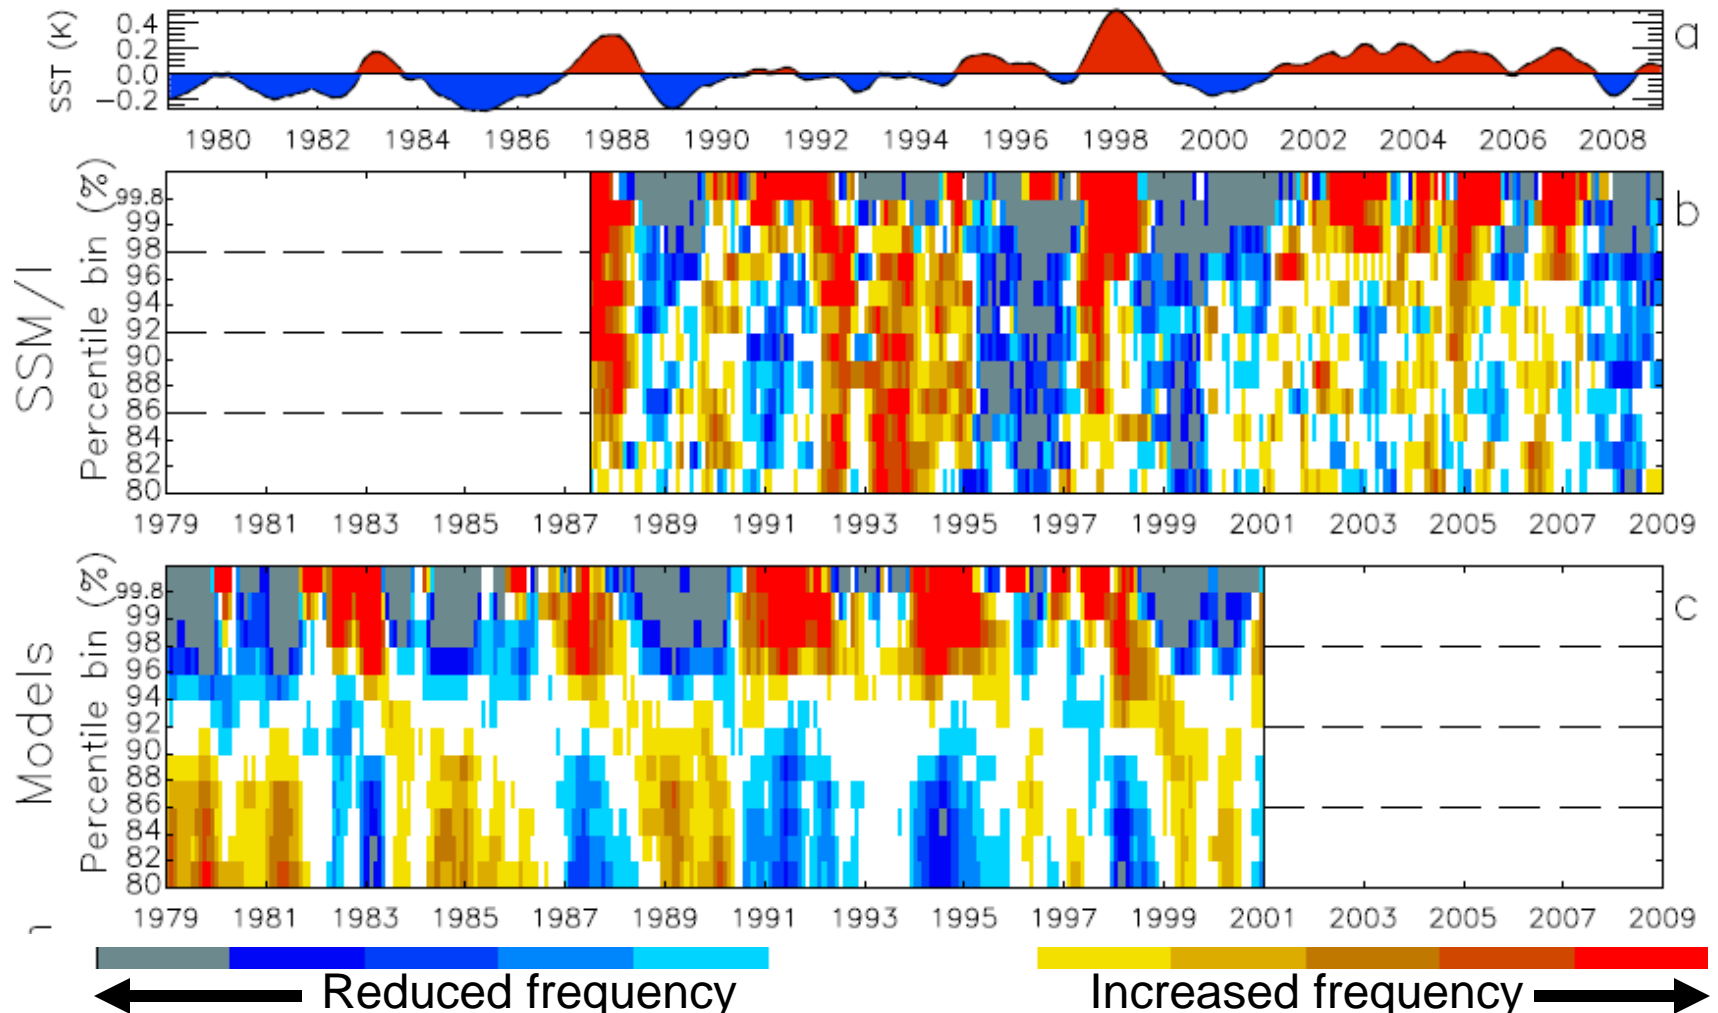 SST (K)
0.4
0.2
0.0
−0.2
a
1980 1982 1984 1986 1988 1990 1992 1994 1996 1998 2000 2002 2004 2006 2008
SSM/I
Percentile bin (%)
99.8
99
98
96
94
92
90
88
86
84
82
80
b
1979 1981 1983 1985 1987 1989 1991 1993 1995 1997 1999 2001 2003 2005 2007 2009
Models
Percentile bin (%)
99.8
99
98
96
94
92
90
88
86
84
82
80
c
1979 1981 1983 1985 1987 1989 1991 1993 1995 1997 1999 2001 2003 2005 2007 2009
Reduced frequency
Increased frequency